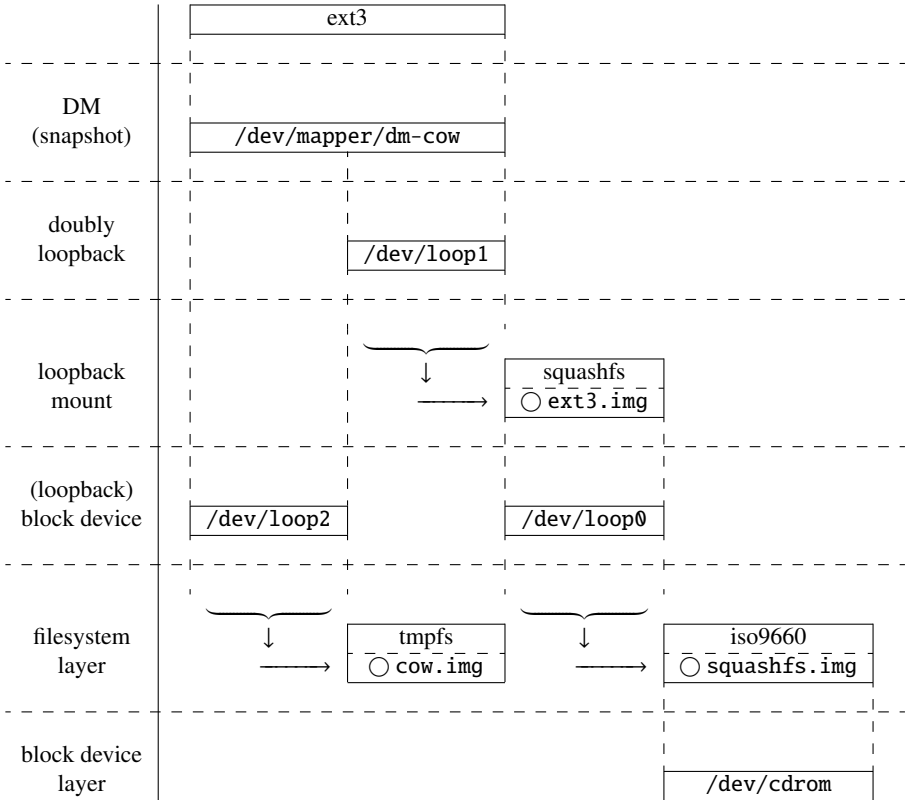 ext3
DM
(snapshot)
/dev/mapper/dm-cow
doubly
loopback
/dev/loop1
loopback
mount
squashfs
ext3.img
(loopback)
block device
/dev/loop2
/dev/loop0
filesystem
layer
tmpfs
cow.img
iso9660
squashfs.img
block device
layer
/dev/cdrom